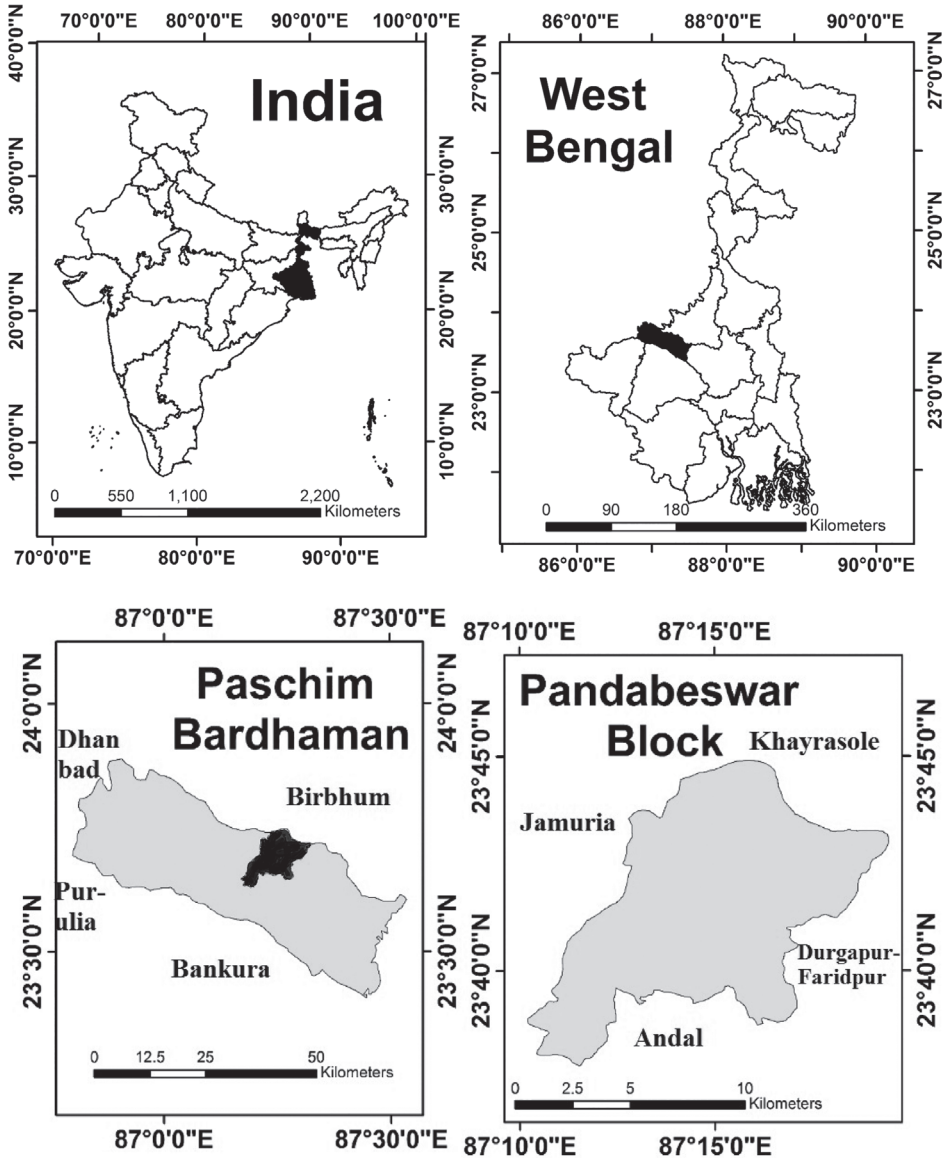 70°0'0"E 80°0'0"E 90°0'0"E 100°0'0"E
40°0'0"N
30°0'0"N
20°0'0"N
10°0'0"N
India
30°0'0"N
20°0'0"N
10°0'0"N
0 550 1,100 2,200
Kilometers
70°0'0"E 80°0'0"E 90°0'0"E
86°0'0"E 88°0'0"E 90°0'0"E
27°0'0"N
25°0'0"N
23°0'0"N
West
Bengal
27°0'0"N
25°0'0"N
23°0'0"N
0 90 180 360
Kilometers
86°0'0"E 88°0'0"E 90°0'0"E
87°0'0"E 87°30'0"E
24°0'0"N
23°30'0"N
Paschim
Bardhaman
Dhan
bad
Birbhum
Pur-
ulia
Bankura
24°0'0"N
23°30'0"N
0 12.5 25 50
Kilometers
87°0'0"E 87°30'0"E
87°10'0"E 87°15'0"E
23°45'0"N
23°40'0"N
Pandabeswar
Block
Khayrasole
Jamuria
Durgapur-
Faridpur
Andal
23°45'0"N
23°40'0"N
0 2.5 5 10
Kilometers
87°10'0"E 87°15'0"E